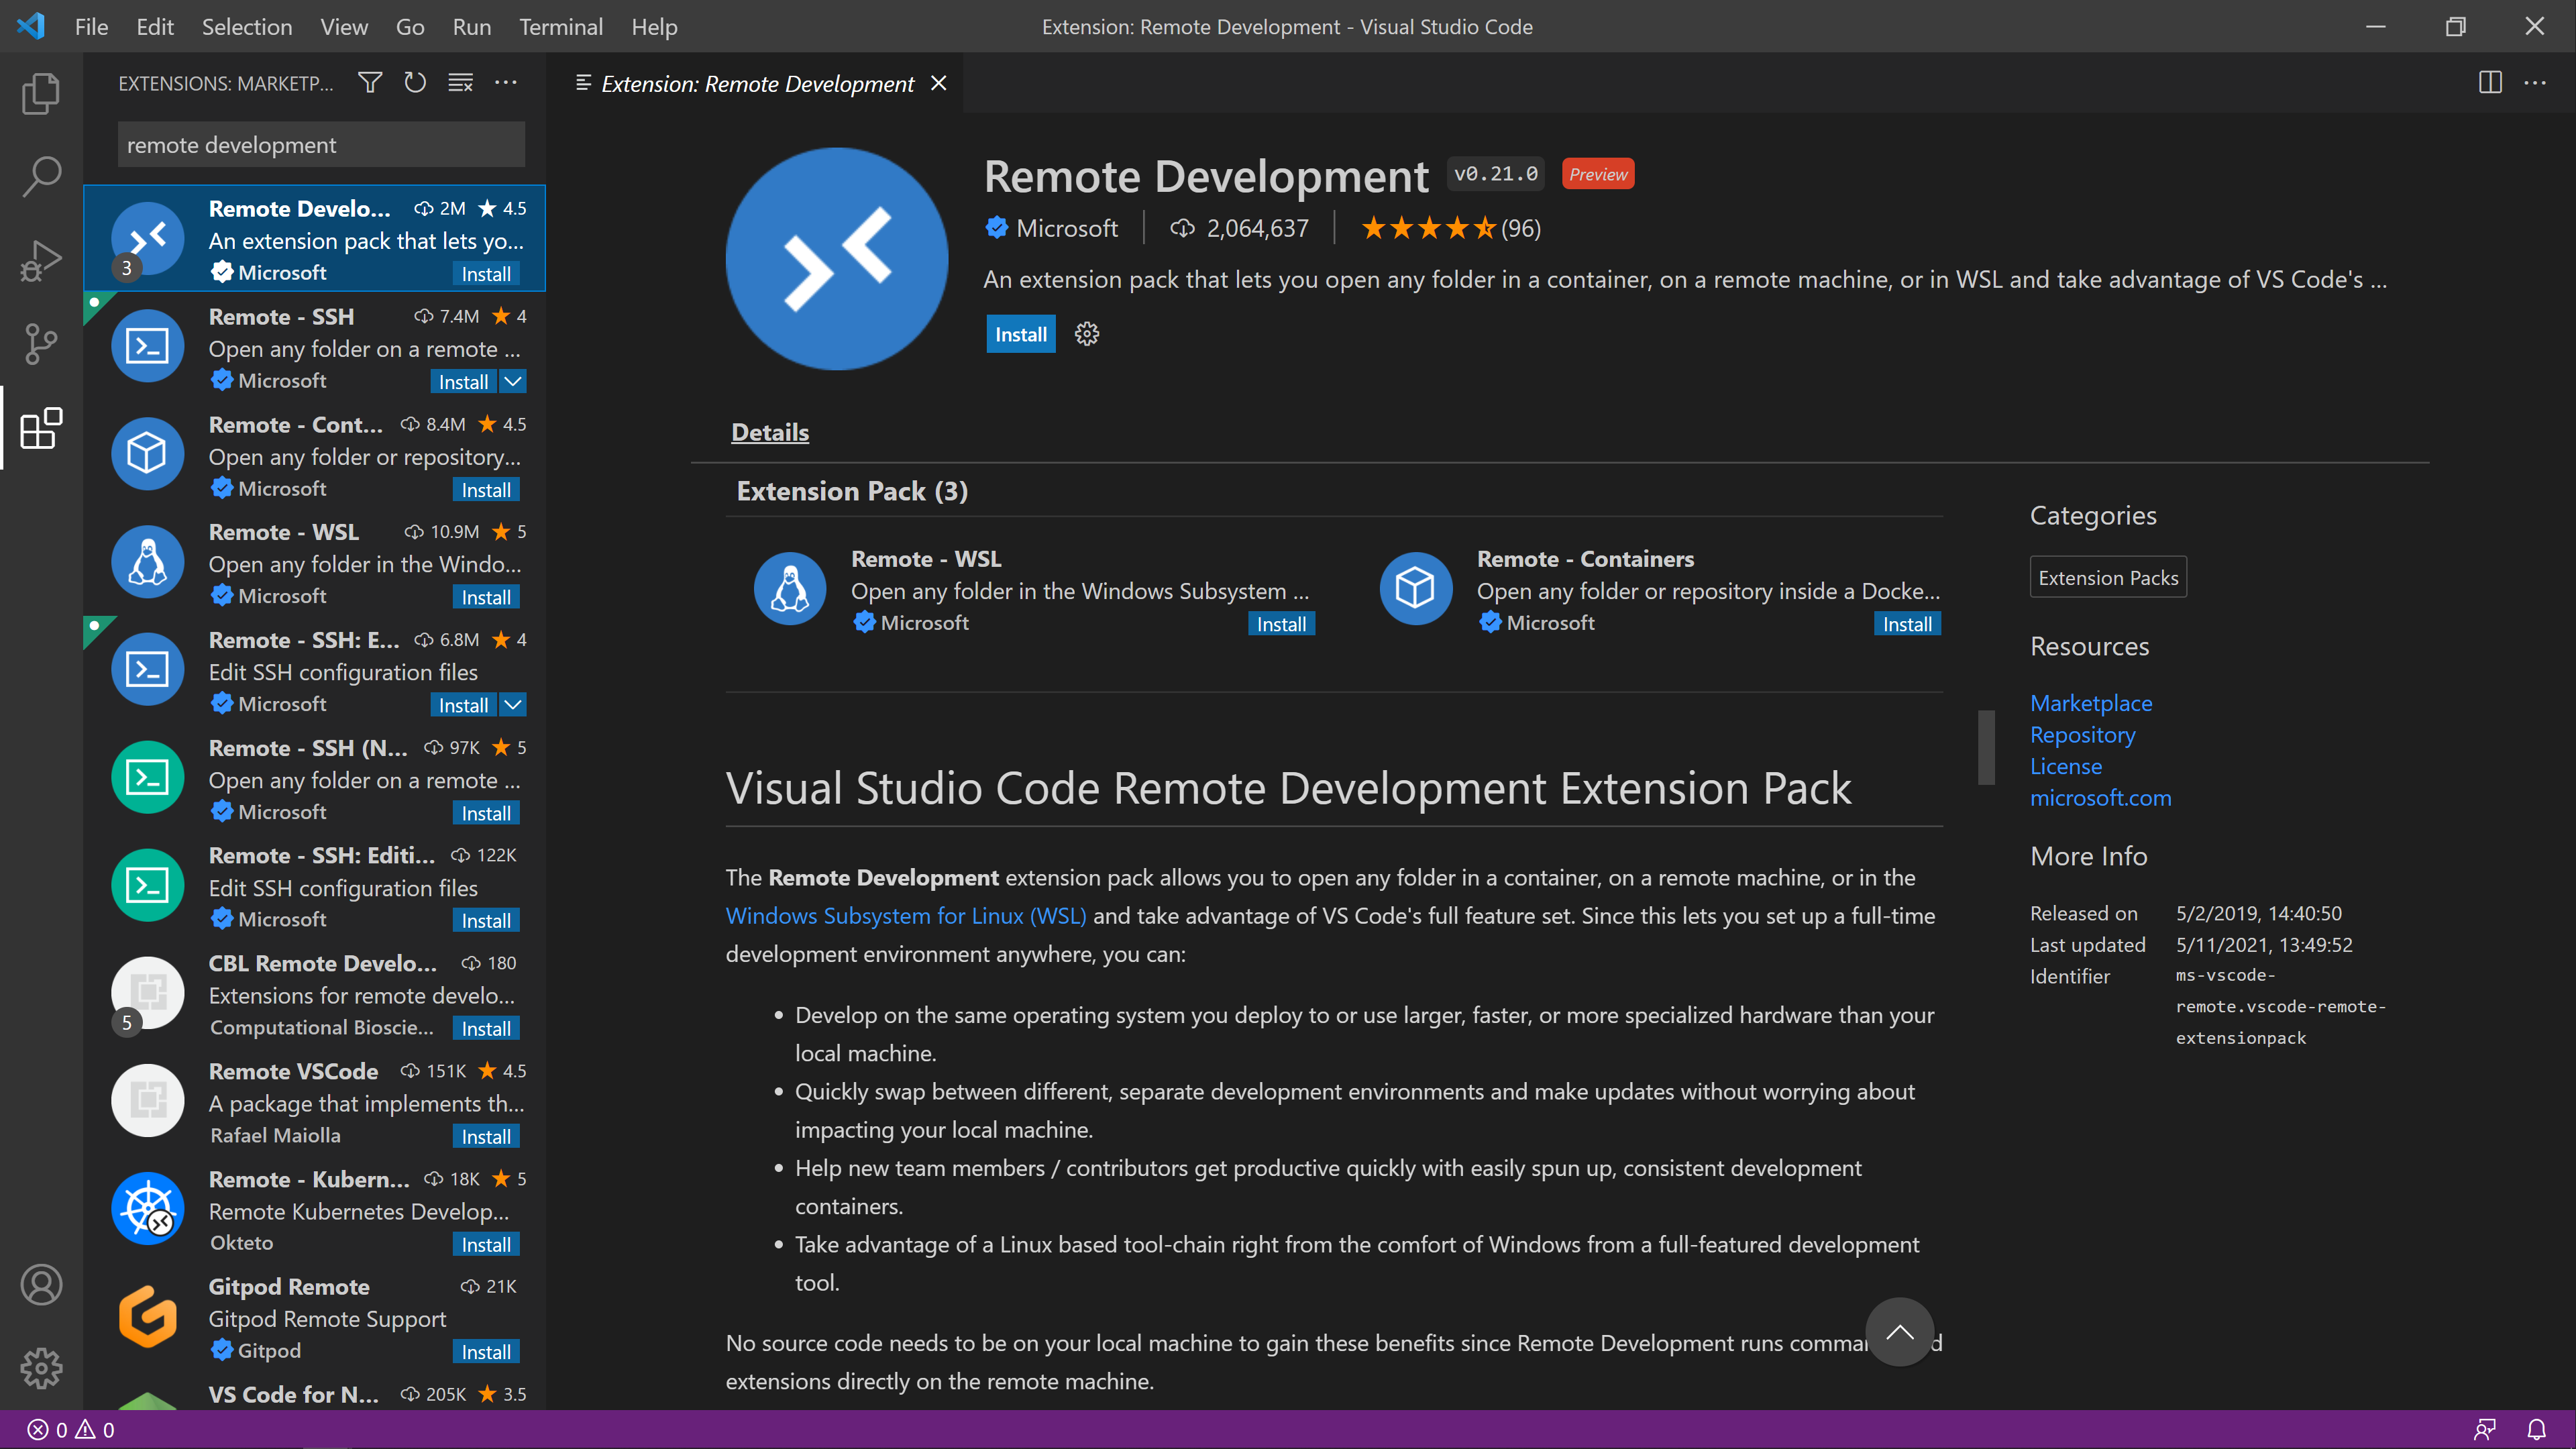 File Edit Selection View Go Run Terminal Help
Extension: Remote Development - Visual Studio Code
EXTENSIONS: MARKETP...
remote development
Remote Develo... 2M 4.5
An extension pack that lets yo...
3
Microsoft Install
Remote - SSH 7.4M 4
Open any folder on a remote ...
Microsoft Install
Remote - Cont... 8.4M 4.5
Open any folder or repository...
Microsoft Install
Remote - WSL 10.9M 5
Open any folder in the Windo...
Microsoft Install
Remote - SSH: E... 6.8M 4
Edit SSH configuration files
Microsoft Install
Remote - SSH (N... 97K 5
Open any folder on a remote ...
Microsoft Install
Remote - SSH: Editi... 122K
Edit SSH configuration files
Microsoft Install
CBL Remote Develo... 180
Extensions for remote develo...
5
Computational Bioscie... Install
Remote VSCode 151K 4.5
A package that implements th...
Rafael Maiolla Install
Remote - Kubern... 18K 5
Remote Kubernetes Develop...
Okteto Install
Gitpod Remote 21K
Gitpod Remote Support
Gitpod Install
VS Code for N... 205K 3.5
Extension: Remote Development
Remote Development v0.21.0 Preview
Microsoft 2,064,637 (96)
An extension pack that lets you open any folder in a container, on a remote machine, or in WSL and take advantage of VS Code's ...
Install
Details
Extension Pack (3)
Remote - WSL
Open any folder in the Windows Subsystem ...
Microsoft Install
Remote - Containers
Open any folder or repository inside a Docke...
Microsoft Install
Visual Studio Code Remote Development Extension Pack
The Remote Development extension pack allows you to open any folder in a container, on a remote machine, or in the
Windows Subsystem for Linux (WSL) and take advantage of VS Code's full feature set. Since this lets you set up a full-time
development environment anywhere, you can:
• Develop on the same operating system you deploy to or use larger, faster, or more specialized hardware than your
local machine.
• Quickly swap between different, separate development environments and make updates without worrying about
impacting your local machine.
• Help new team members / contributors get productive quickly with easily spun up, consistent development
containers.
• Take advantage of a Linux based tool-chain right from the comfort of Windows from a full-featured development
tool.
No source code needs to be on your local machine to gain these benefits since Remote Development runs
extensions directly on the remote machine.
Categories
Extension Packs
Resources
Marketplace
Repository
License
microsoft.com
More Info
Released on 5/2/2019, 14:40:50
Last updated 5/11/2021, 13:49:52
Identifier ms-vscode-
remote.vscode-remote-
extensionpack
0 0